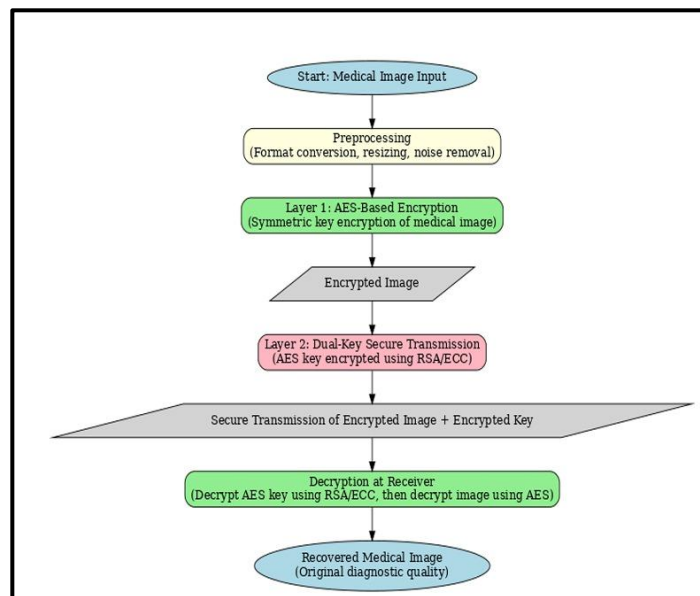 Start: Medical Image Input
Preprocessing
(Format conversion, resizing, noise removal)
Layer 1: AES-Based Encryption
(Symmetric key encryption of medical image)
Encrypted Image
Layer 2: Dual-Key Secure Transmission
(AES key encrypted using RSA/ECC)
Secure Transmission of Encrypted Image + Encrypted Key
Decryption at Receiver
(Decrypt AES key using RSA/ECC, then decrypt image using AES)
Recovered Medical Image
(Original diagnostic quality)